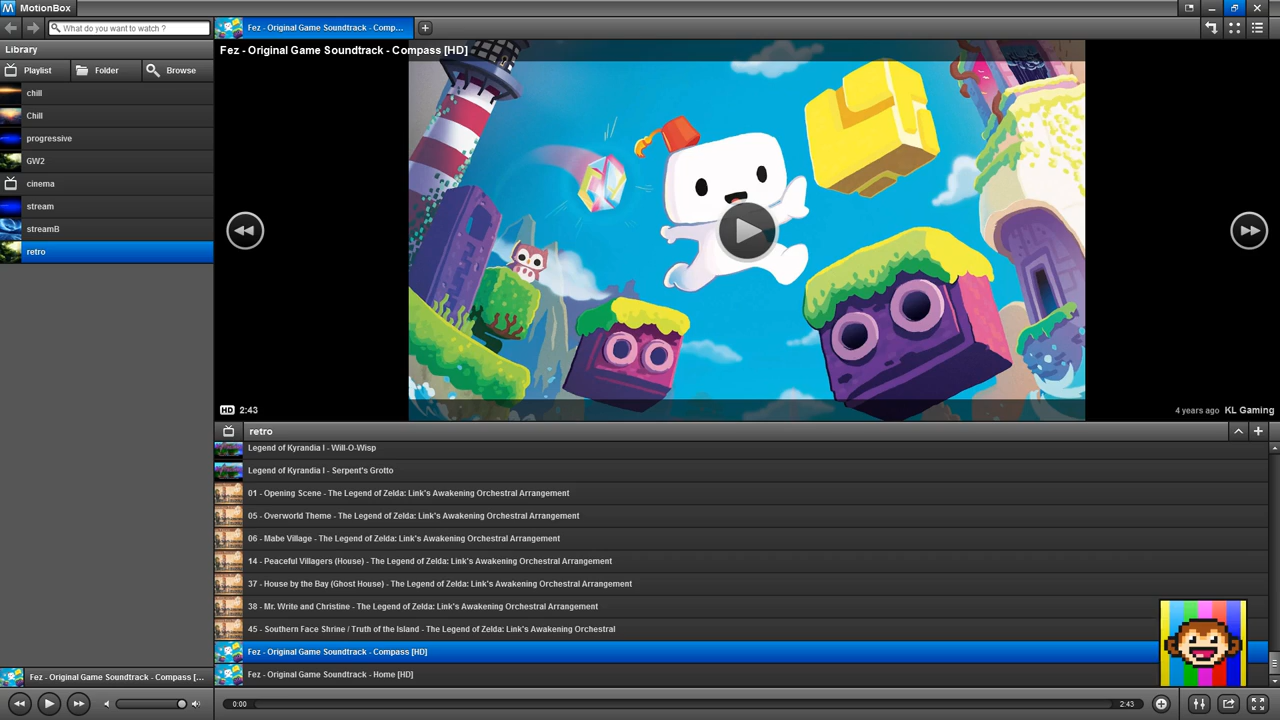 MotionBox
What do you want to watch ?
Fez - Original Game Soundtrack - Comp...
Library
Fez - Original Game Soundtrack - Compass [HD]
Playlist
Folder
Browse
chill
Chill
progressive
GW2
cinema
stream
streamB
retro
HD 2:43
4 years ago KL Gaming
retro
Legend of Kyrandia I - Will-O-Wisp
Legend of Kyrandia I - Serpent's Grotto
01 - Opening Scene - The Legend of Zelda: Link's Awakening Orchestral Arrangement
05 - Overworld Theme - The Legend of Zelda: Link's Awakening Orchestral Arrangement
06 - Mabe Village - The Legend of Zelda: Link's Awakening Orchestral Arrangement
14 - Peaceful Villagers (House) - The Legend of Zelda: Link's Awakening Orchestral Arrangement
37 - House by the Bay (Ghost House) - The Legend of Zelda: Link's Awakening Orchestral Arrangement
38 - Mr. Write and Christine - The Legend of Zelda: Link's Awakening Orchestral Arrangement
45 - Southern Face Shrine / Truth of the Island - The Legend of Zelda: Link's Awakening Orchestral
Fez - Original Game Soundtrack - Compass [HD]
Fez - Original Game Soundtrack - Home [HD]
Fez - Original Game Soundtrack - Compass [...
0:00
2:43